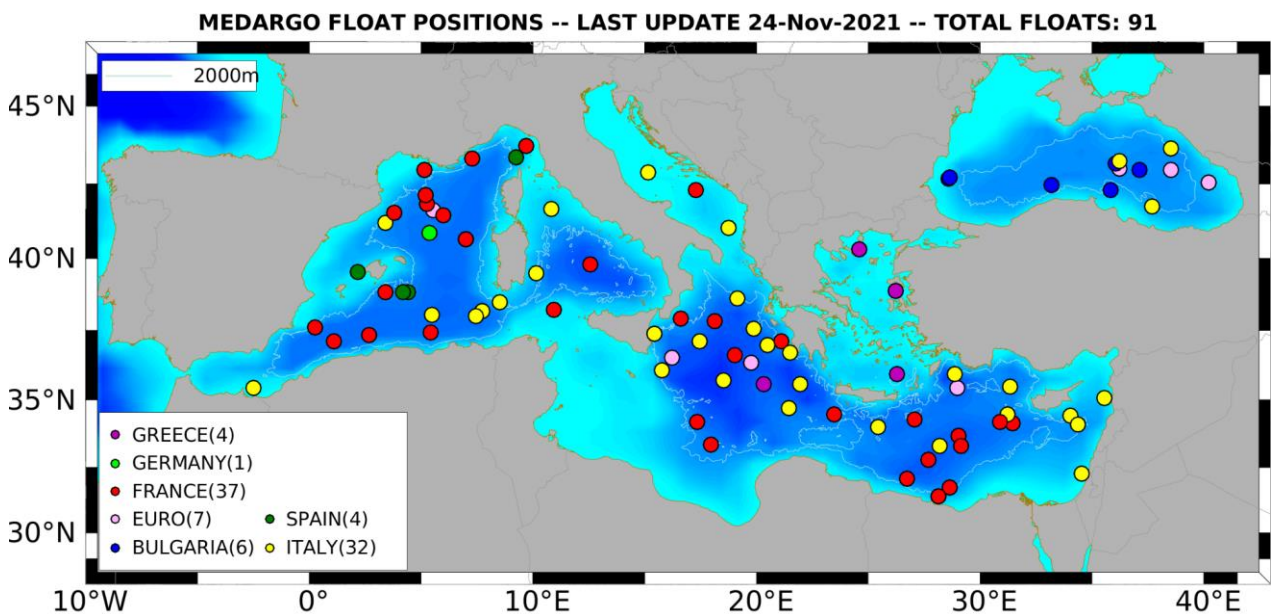 MEDARGO FLOAT POSITIONS -- LAST UPDATE 24-Nov-2021 -- TOTAL FLOATS: 91
2000m
45°N
40°N
35°N
30°N
GREECE(4)
GERMANY(1)
FRANCE(37)
EURO(7) SPAIN(4)
BULGARIA(6) ITALY(32)
10°W 0° 10°E 20°E 30°E 40°E